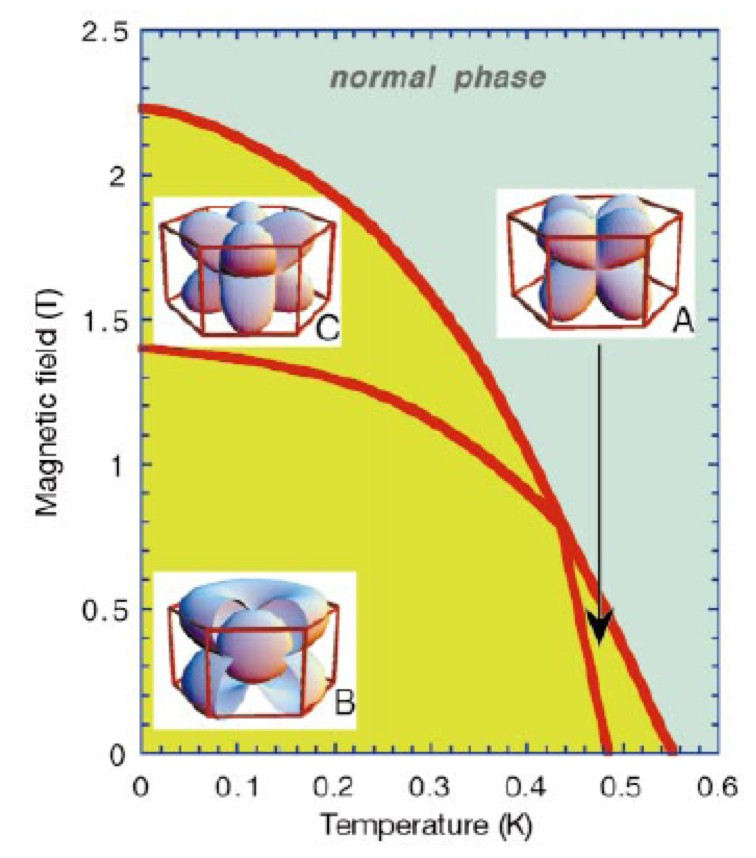 2.5
normal phase
2
C
A
1.5
Magnetic field (T)
1
0.5
B
0
0 0.1 0.2 0.3 0.4 0.5 0.6
Temperature (K)